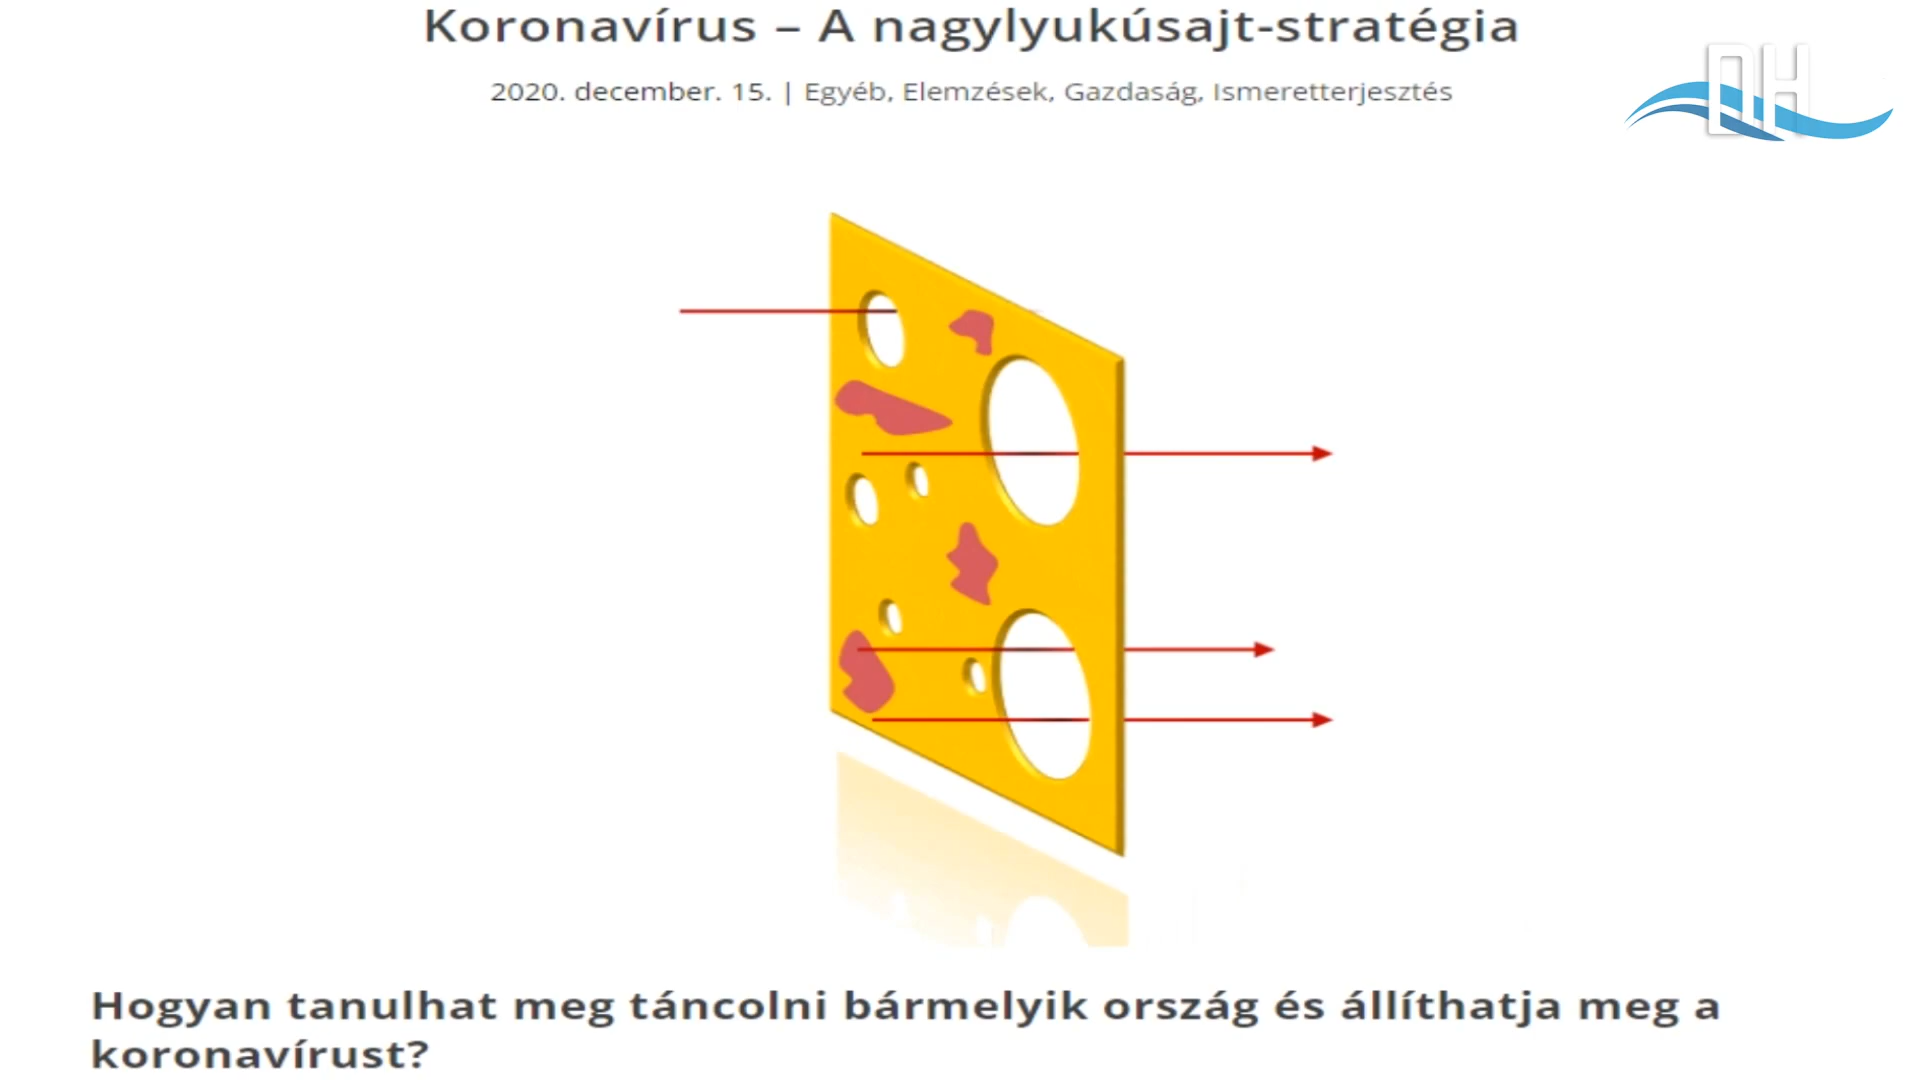 Koronavírus – A nagylyukúsajt-stratégia
2020. december. 15. | Egyéb, Elemzések, Gazdaság, Ismeretterjesztés
DH
Hogyan tanulhat meg táncolni bármelyik ország és állíthatja meg a
koronavírust?